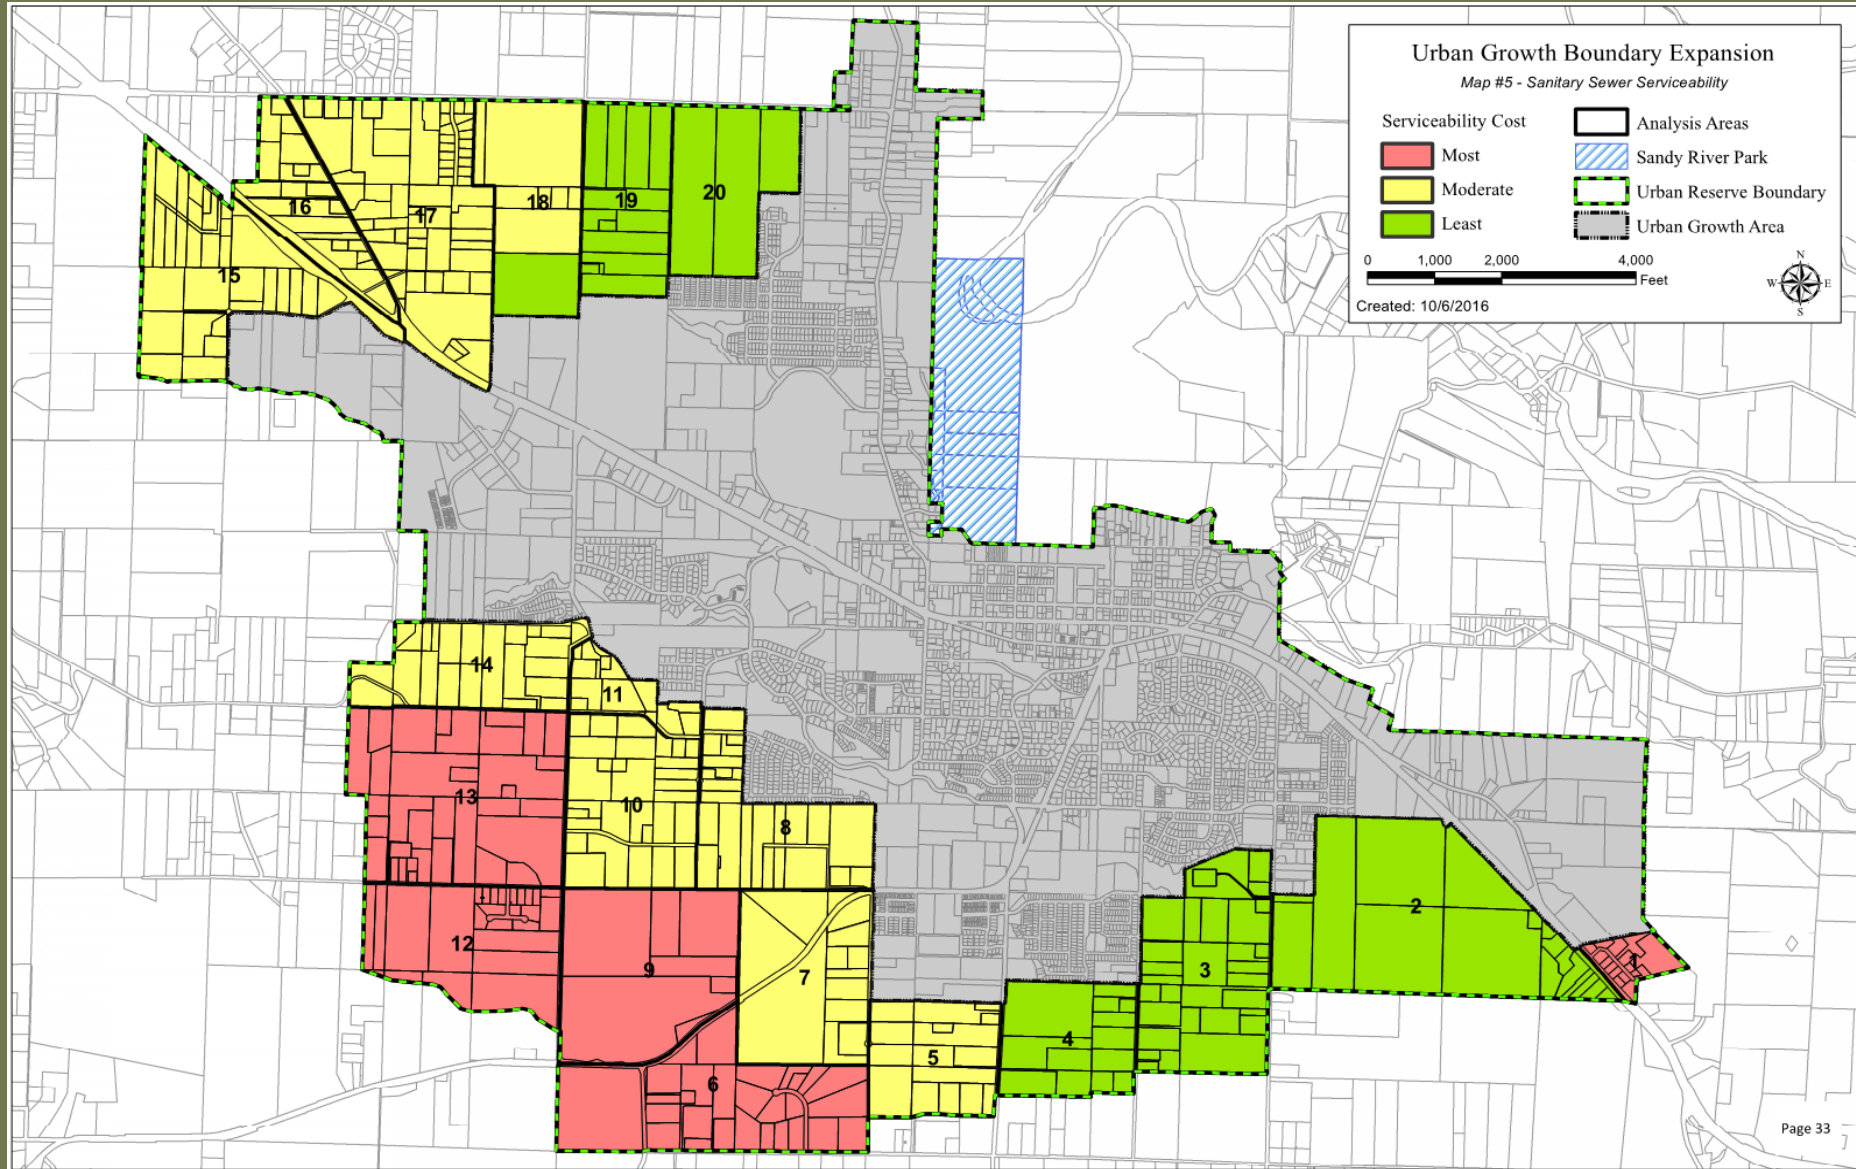 Urban Growth Boundary Expansion
Map #5 - Sanitary Sewer Serviceability
Serviceability Cost
Most
Moderate
Least
Analysis Areas
Sandy River Park
Urban Reserve Boundary
Urban Growth Area
0 1,000 2,000 4,000
Feet
Created: 10/6/2016
N
W E
S
20
19
18
16
17
15
14
11
13
10
8
2
12
9
7
3
1
4
5
6
Page 33